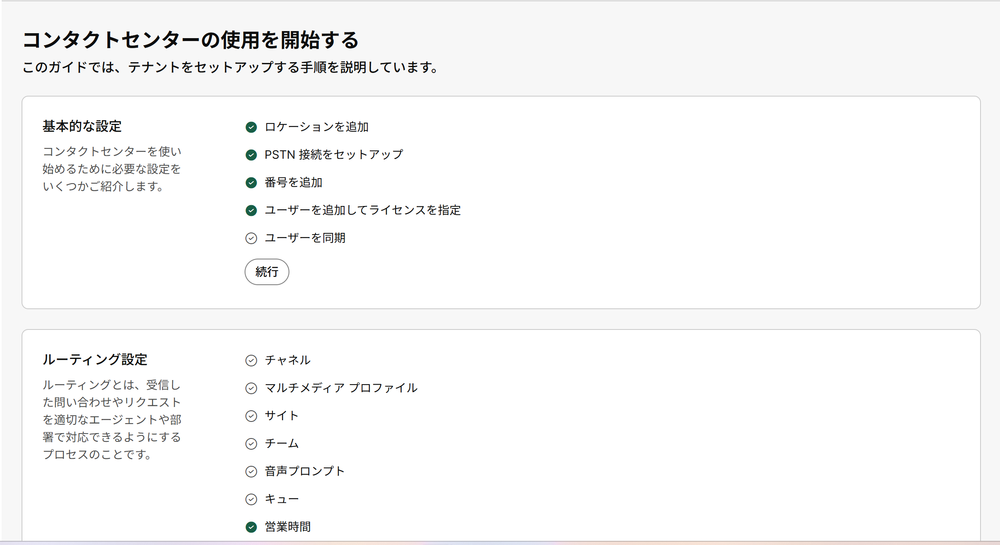 コンタクトセンターの使用を開始する
このガイドでは、テナントをセットアップする手順を説明しています。
基本的な設定
コンタクトセンターを使い
始めるために必要な設定を
いくつかご紹介します。
ロケーションを追加
PSTN 接続をセットアップ
番号を追加
ユーザーを追加してライセンスを指定
ユーザーを同期
続行
ルーティング設定
ルーティングとは、受信し
た問い合わせやリクエスト
を適切なエージェントや部
署で対応できるようにする
プロセスのことです。
チャネル
マルチメディア プロファイル
サイト
チーム
音声プロンプト
キュー
営業時間